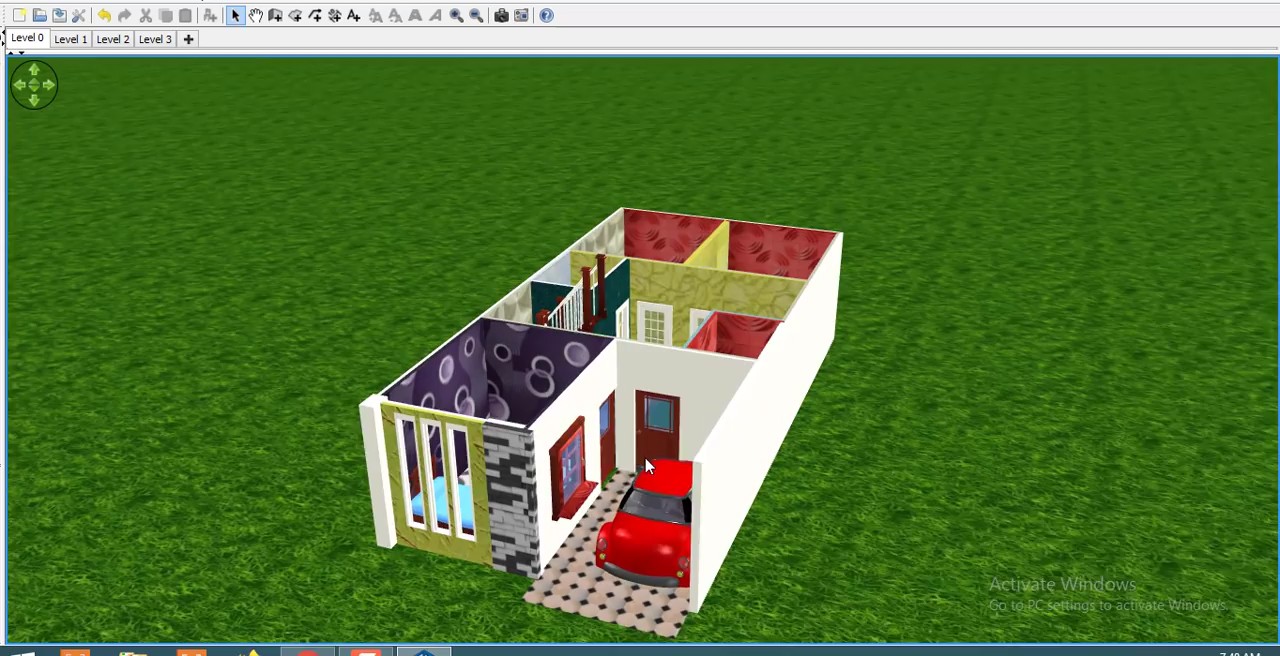 Level 0 Level 1 Level 2 Level 3
Activate Windows
Go to PC settings to activate Windows.